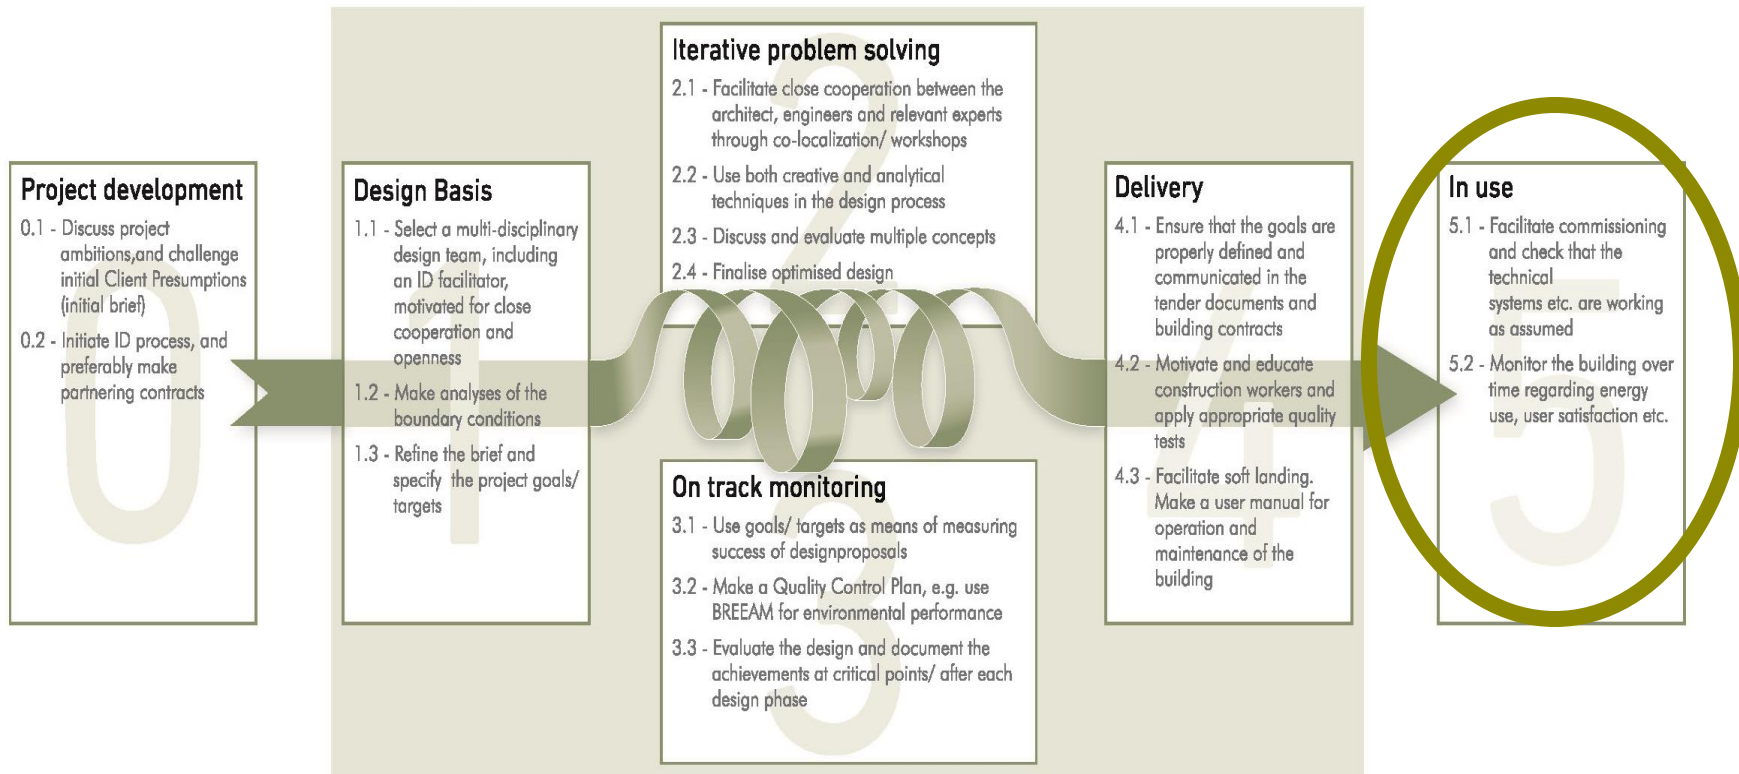 Project development
0.1 - Discuss project
ambitions,and challenge
initial Client Presumptions
(initial brief)
0.2 - Initiate ID process, and
preferably make
partnering contracts
0
Design Basis
1.1 - Select a multi-disciplinary
design team, including
an ID facilitator,
motivated for close
cooperation and
openness
1.2 - Make analyses of the
boundary conditions
1.3 - Refine the brief and
specify the project goals/
targets
1
Iterative problem solving
2.1 - Facilitate close cooperation between the
architect, engineers and relevant experts
through co-localization/ workshops
2.2 - Use both creative and analytical
techniques in the design process
2.3 - Discuss and evaluate multiple concepts
2.4 - Finalise optimised design
2
On track monitoring
3.1 - Use goals/ targets as means of measuring
success of designproposals
3.2 - Make a Quality Control Plan, e.g. use
BREEAM for environmental performance
3.3 - Evaluate the design and document the
achievements at critical points/ after each
design phase
3
Delivery
4.1 - Ensure that the goals are
properly defined and
communicated in the
tender documents and
building contracts
4.2 - Motivate and educate
construction workers and
apply appropriate quality
tests
4.3 - Facilitate soft landing.
Make a user manual for
operation and
maintenance of the
building
4
In use
5.1 - Facilitate commissioning
and check that the
technical
systems etc. are working
as assumed
5.2 - Monitor the building over
time regarding energy
use, user satisfaction etc.
5